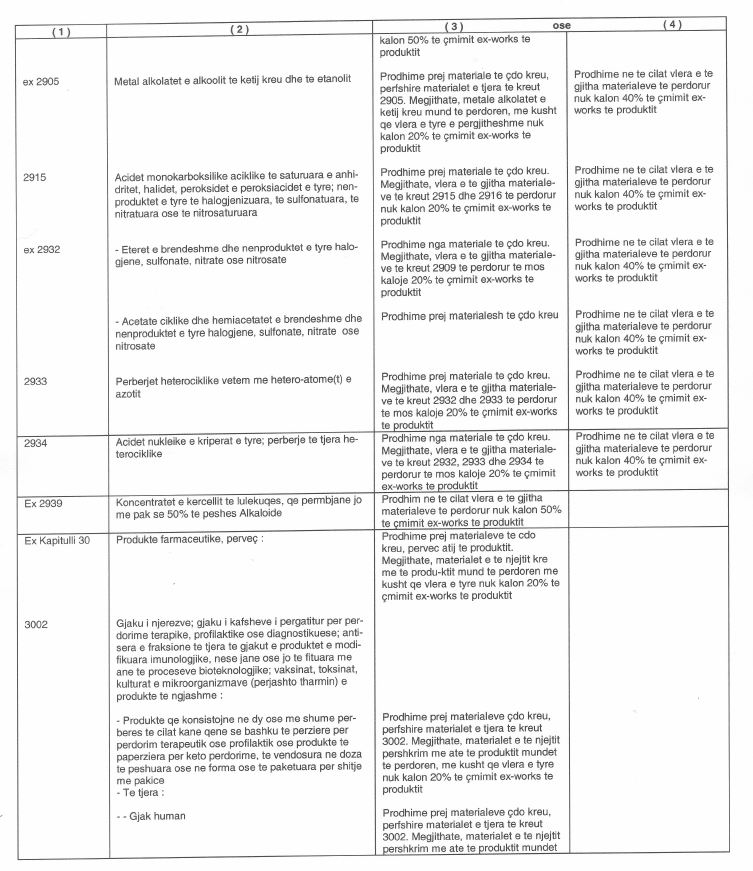 ( 1 ) ( 2 ) ( 3 ) ose ( 4 )
kalon 50% te çmimit ex-works te
produktit
ex 2905
Metal alkolatet e alkoolit te ketij kreu dhe te etanolit
Prodhime prej materiale te çdo kreu,
perfshire materialet e tjera te kreut
2905. Megjithate, metale alkolatet e
ketij kreu mund te perdoren, me kusht
qe vlera e tyre e pergjitheshme nuk
kalon 20% te çmimit ex-works te
produktit
Prodhime ne te cilat vlera e te
gjitha materialeve te perdorur
nuk kalon 40% te çmimit ex-
works te produktit
2915
Acidet monokarboksilike aciklike te saturuara e anhi-
dritet, halidet, peroksidet e peroksiacidet e tyre; nen-
produktet e tyre te halogjenizuara, te sulfonatuara, te
nitratuara ose te nitrosaturuara
Prodhime prej materiale te çdo kreu.
Megjithate, vlera e te gjitha materiale-
ve te kreut 2915 dhe 2916 te perdorur
nuk kalon 20% te çmimit ex-works te
produktit
Prodhime ne te cilat vlera e te
gjitha materialeve te perdorur
nuk kalon 40% te çmimit ex-
works te produktit
ex 2932
- Eteret e brendeshme dhe nenproduktet e tyre halo-
gjene, sulfonate, nitrate ose nitrosate
Prodhime nga materiale te çdo kreu.
Megjithate, vlera e te gjitha materiale-
ve te kreut 2909 te perdorur te mos
kaloje 20% te çmimit ex-works te
produktit
Prodhime ne te cilat vlera e te
gjitha materialeve te perdorur
nuk kalon 40% te çmimit ex-
works te produktit
- Acetate ciklike dhe hemiacetatet e brendeshme dhe
nenproduktet e tyre halogjene, sulfonate, nitrate ose
nitrosate
Prodhime prej materialesh te çdo kreu
Prodhime ne te cilat vlera e te
gjitha materialeve te perdorur
nuk kalon 40% te çmimit ex-
works te produktit
2933
Perberjet heterociklike vetem me hetero-atome(t) e
azotit
Prodhime prej materiale te çdo kreu.
Megjithate, vlera e te gjitha materiale-
ve te kreut 2932 dhe 2933 te perdorur
te mos kaloje 20% te çmimit ex-works
te produktit
Prodhime ne te cilat vlera e te
gjitha materialeve te perdorur
nuk kalon 40% te çmimit ex-
works te produktit
2934
Acidet nukleike e kriperat e tyre; perberje te tjera he-
terociklike
Prodhime nga materiale te çdo kreu.
Megjithate, vlera e te gjitha materiale-
ve te kreut 2932, 2933 dhe 2934 te
perdorur te mos kaloje 20% te çmimit
ex-works te produktit
Prodhime ne te cilat vlera e te
gjitha materialeve te perdorur
nuk kalon 40% te çmimit ex-
works te produktit
Ex 2939
Koncentratet e kercellit te lulekuqes, qe permbjane jo
me pak se 50% te peshes Alkaloide
Prodhim ne te cilat vlera e te gjitha
materialeve te perdorur nuk kalon 50%
te çmimit ex-works te produktit
Ex Kapitulli 30
Produkte farmaceutike, perveç :
Prodhime prej materialeve te cdo
kreu, pervec atij te produktit.
Megjithate, materialet e te njejtit kre
me te produ-ktit mund te perdoren me
kusht qe vlera e tyre nuk kalon 20% te
çmimit ex-works te produktit
3002
Gjaku i njerezve; gjaku i kafsheve i pergatitur per per-
dorime terapike, profilaktike ose diagnostikuese; anti-
sera e fraksione te tjera te gjakut e produktet e modi-
fikuara imunologjike, nese jane ose jo te fituara me
ane te proceseve bioteknologjike; vaksinat, toksinat,
kulturat e mikroorganizmave (perjashto tharmin) e
produkte te ngjashme :
- Produkte qe konsistojne ne dy ose me shume per-
beres te cilat kane qene se bashku te perziere per
perdorim terapeutik ose profilaktik ose produkte te
paperziera per keto perdorime, te vendosura ne doza
te peshuara ose ne forma ose te paketuara per shitje
me pakice
Prodhime prej materialeve çdo kreu,
perfshire materialet e tjera te kreut
3002. Megjithate, materialet e te njejtit
pershkrim me ate te produktit mundet
te perdoren, me kusht qe vlera e tyre
nuk kalon 20% te çmimit ex-works te
produktit
- Te tjera :
- - Gjak human
Prodhime prej materialeve çdo kreu,
perfshire materialet e tjera te kreut
3002. Megjithate, materialet e te njejtit
pershkrim me ate te produktit mundet